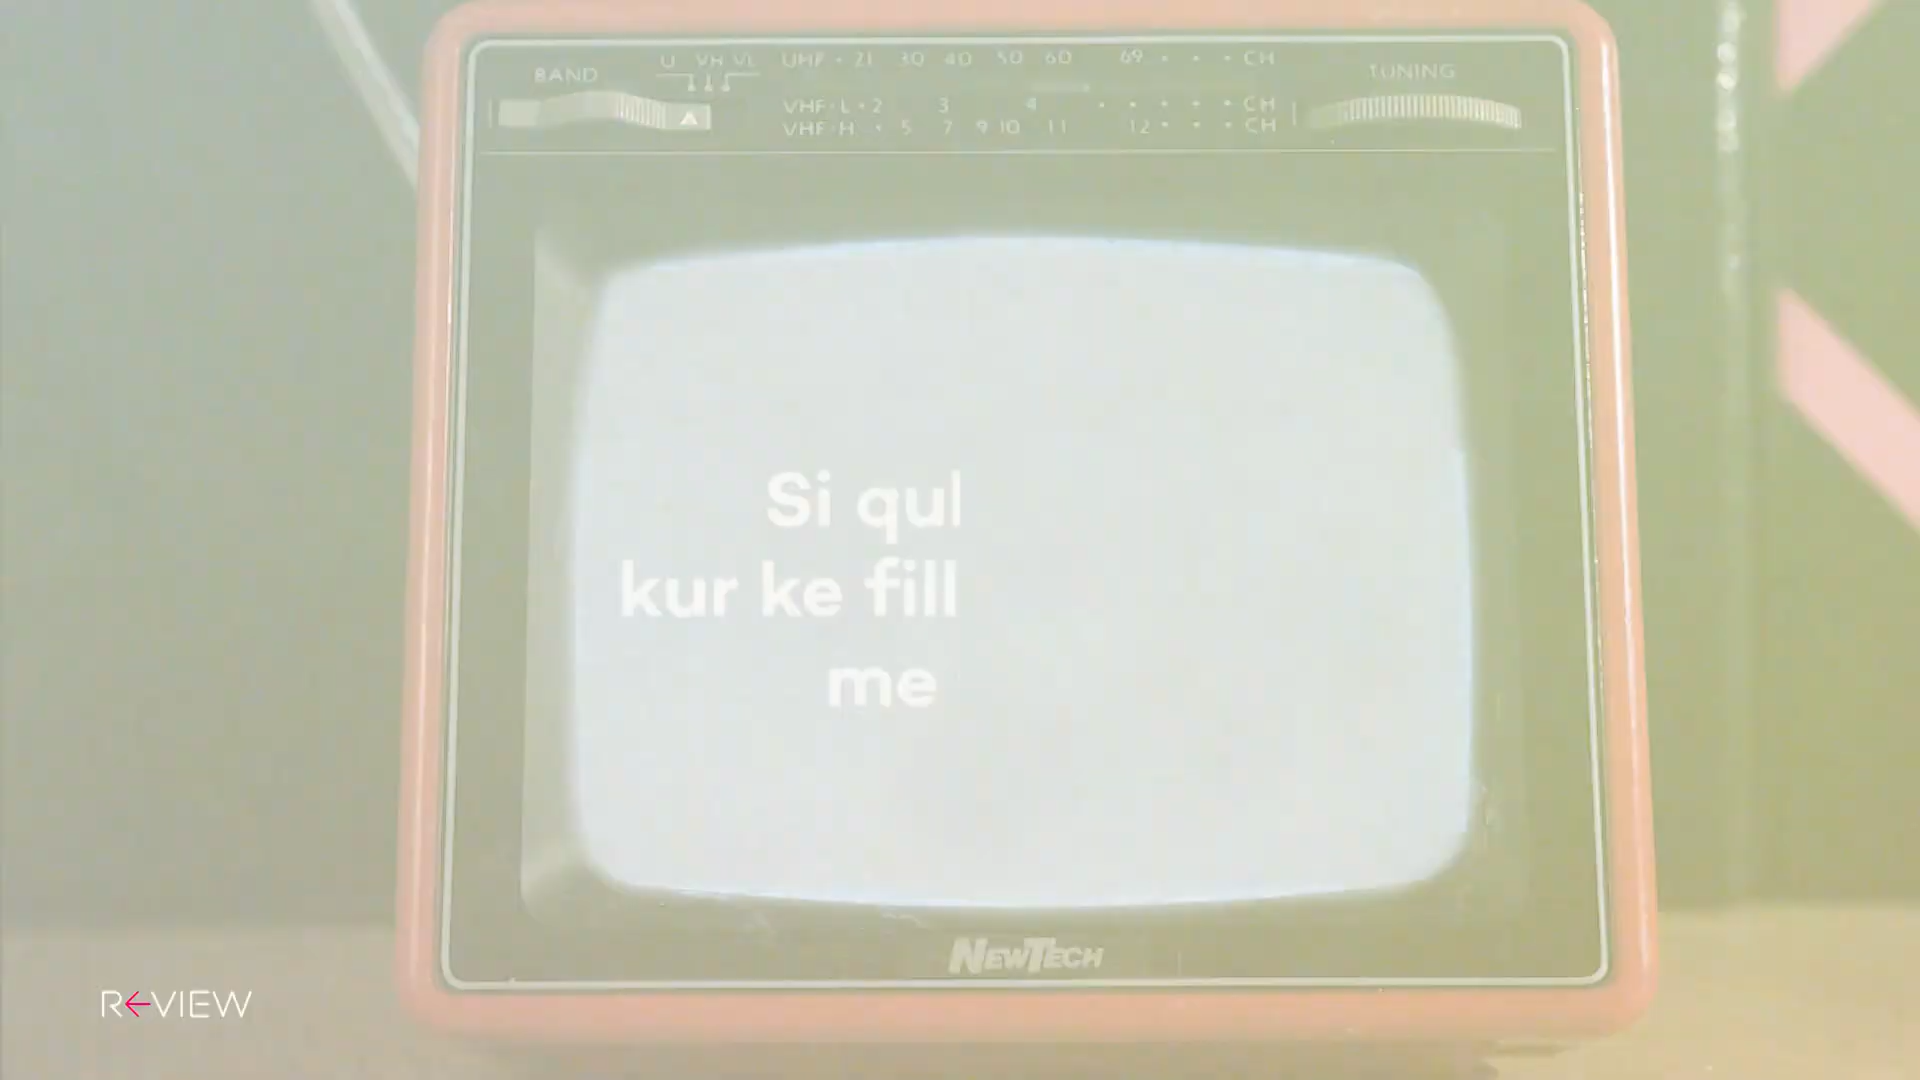 BAND
U VH VL
UHF • 21 30 40 50 60 69 • • • CH
VHF•L•2 3 4 • • • • • CH
VHF•H • 5 7 9 10 11 12 • • • CH
TUNING
Si qul
kur ke fill
me
NEWTECH
REVIEW